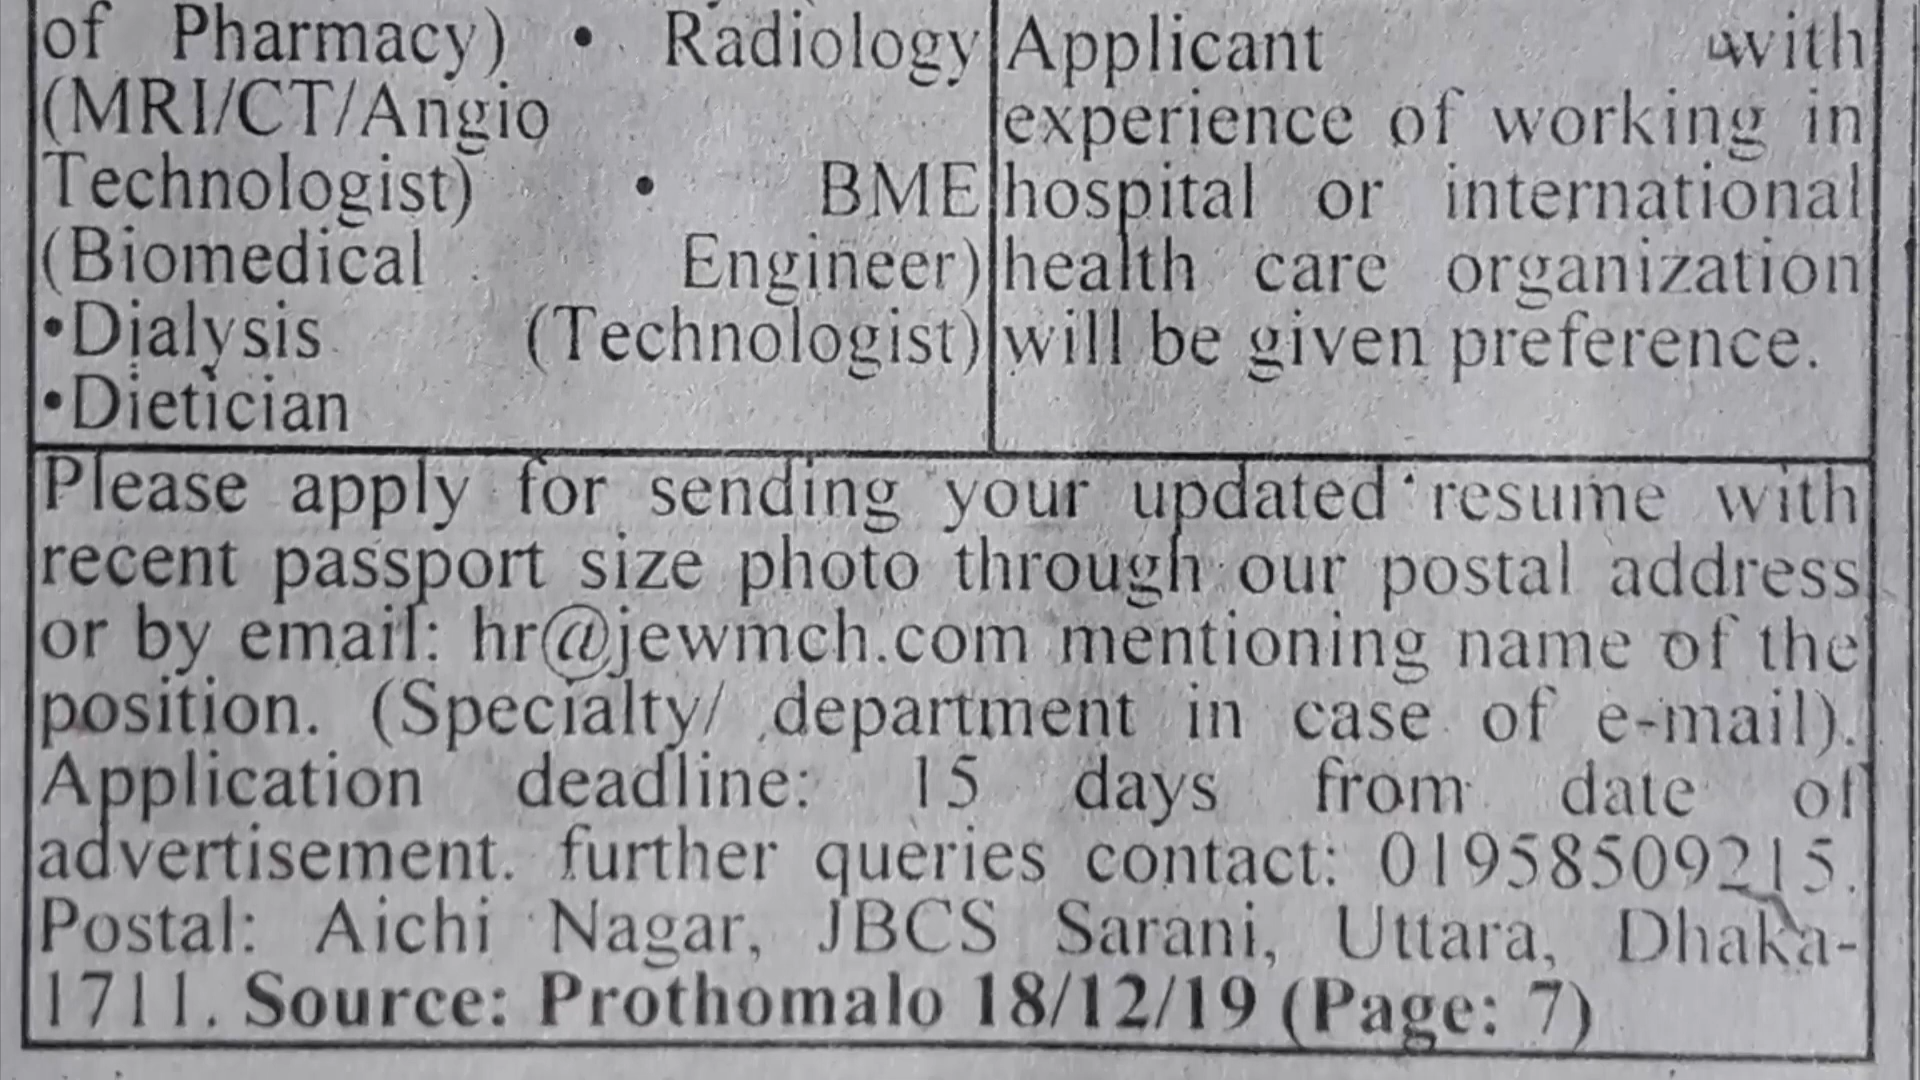 of Pharmacy) • Radiology
(MRI/CT/Angio
Technologist) • BME
(Biomedical Engineer)
•Dialysis (Technologist)
•Dietician
Applicant with
experience of working in
hospital or international
health care organization
will be given preference.
Please apply for sending your updated resume with
recent passport size photo through our postal address
or by email: hr@jewmch.com mentioning name of the
position. (Specialty/ department in case of e-mail).
Application deadline: 15 days from date of
advertisement. further queries contact: 01958509215.
Postal: Aichi Nagar, JBCS Sarani, Uttara, Dhaka-
1711. Source: Prothomalo 18/12/19 (Page: 7)